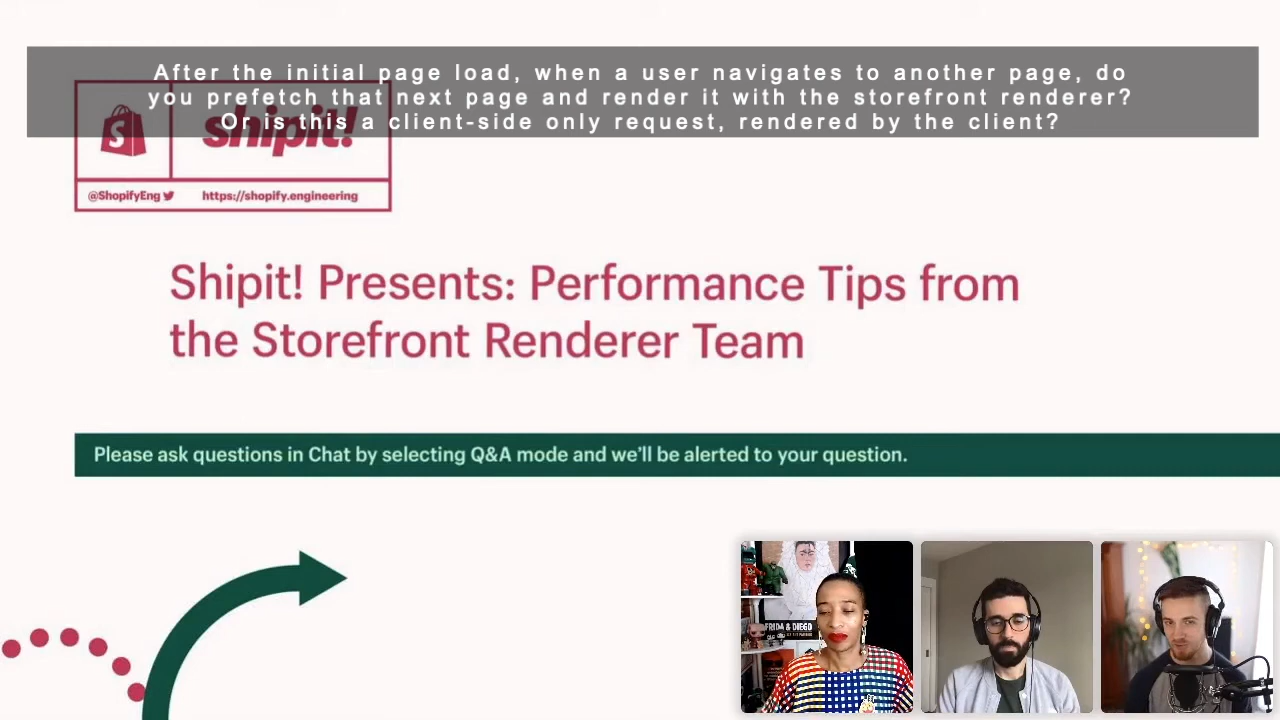 After the initial page load, when a user navigates to another page, do
you prefetch that next page and render it with the storefront renderer?
Or is this a client-side only request, rendered by the client?
S
shipit!
@ShopifyEng
https://shopify.engineering
Shipit! Presents: Performance Tips from
the Storefront Renderer Team
Please ask questions in Chat by selecting Q&A mode and we'll be alerted to your question.
FRIDA & DIEGO